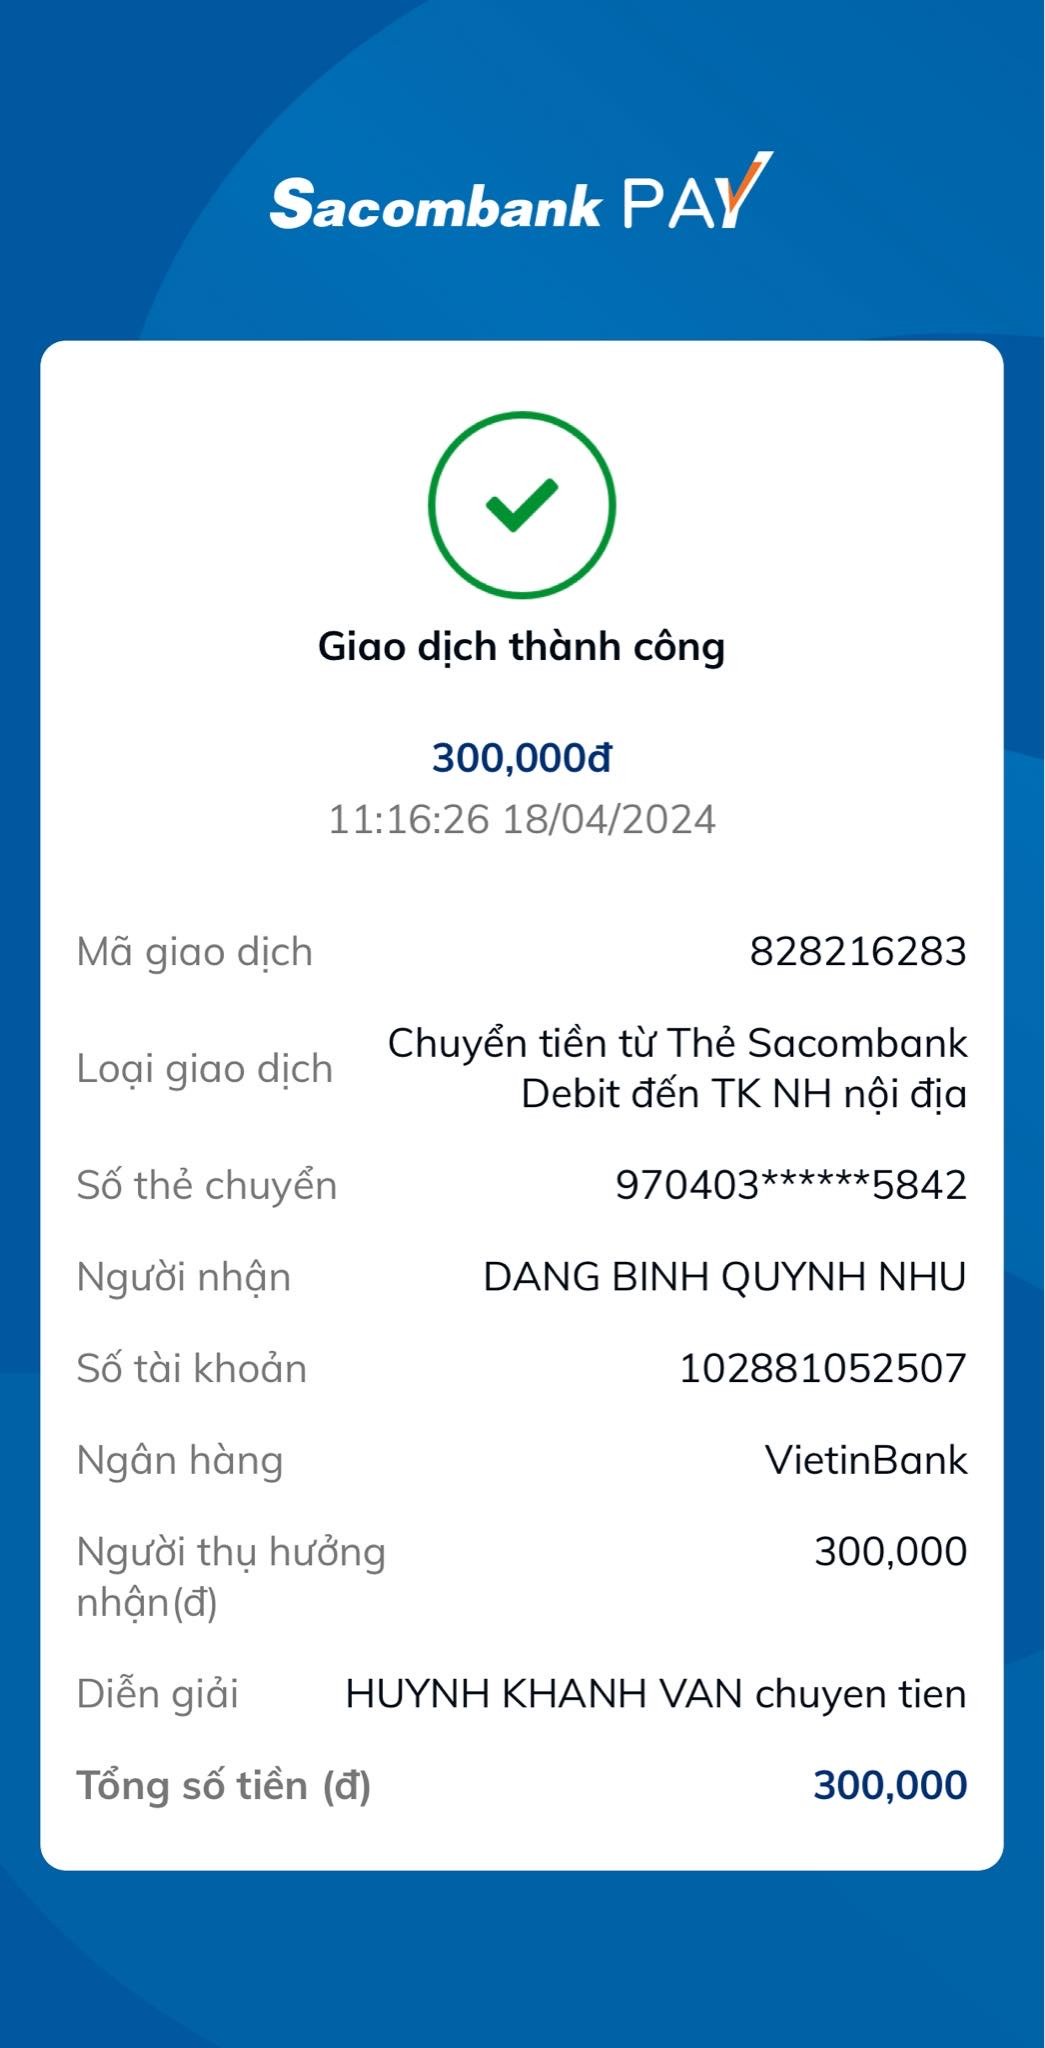 Sacombank PAY
Giao dịch thành công
300,000đ
11:16:26 18/04/2024
Mã giao dịch 828216283
Loại giao dịch Chuyển tiền từ Thẻ Sacombank
Debit đến TK NH nội địa
Số thẻ chuyển 970403******5842
Người nhận DANG BINH QUYNH NHU
Số tài khoản 102881052507
Ngân hàng VietinBank
Người thụ hưởng 300,000
nhận(đ)
Diễn giải HUYNH KHANH VAN chuyen tien
Tổng số tiền (đ) 300,000